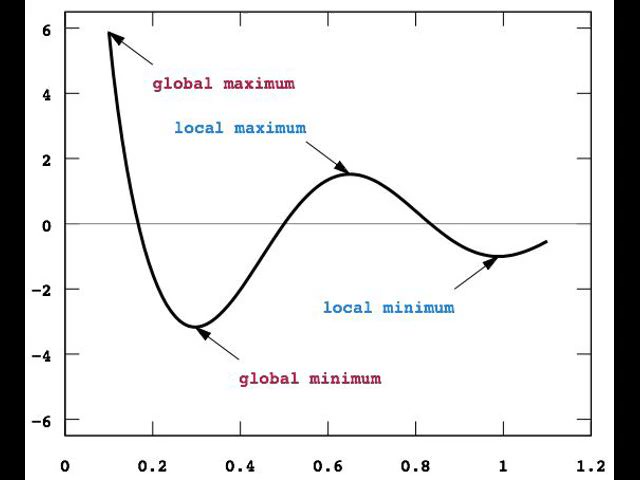 6
global maximum
4
local maximum
2
0
−2
local minimum
−4
global minimum
−6
0 0.2 0.4 0.6 0.8 1 1.2